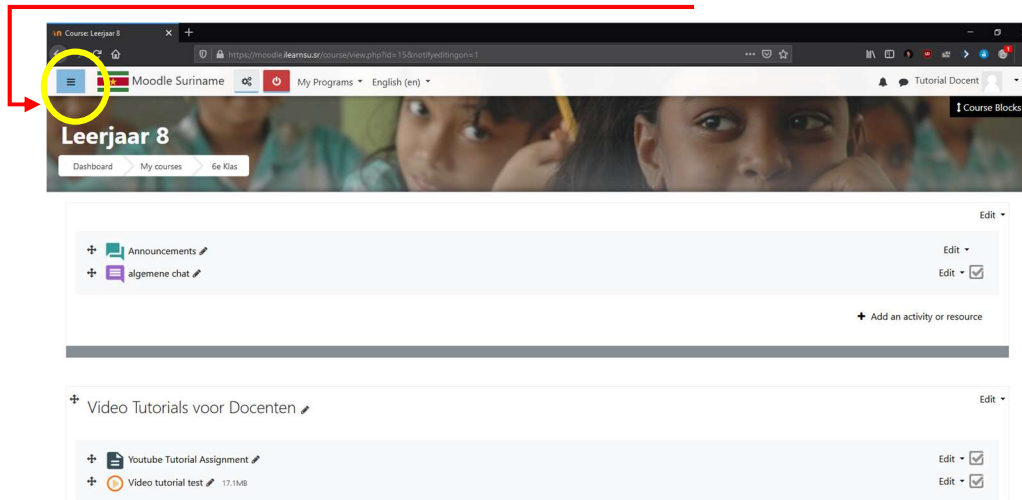 Course: Leerjaar 8
https://moodle.ilearnsu.sr/course/view.php?id=15&notifyeditingon=1
Moodle Suriname My Programs English (en) Tutorial Docent
Course Blocks
Leerjaar 8
Dashboard My courses 6e Klas
Edit
Announcements Edit
algemene chat Edit
Add an activity or resource
Video Tutorials voor Docenten Edit
Youtube Tutorial Assignment Edit
Video tutorial test 17.1MB Edit